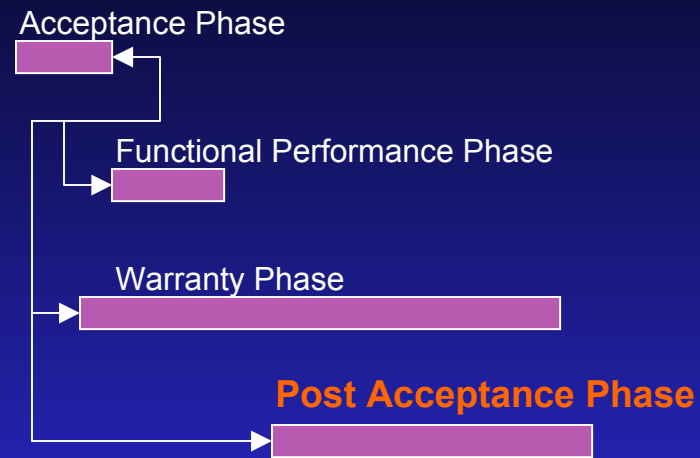 Acceptance Phase
Functional Performance Phase
Warranty Phase
Post Acceptance Phase